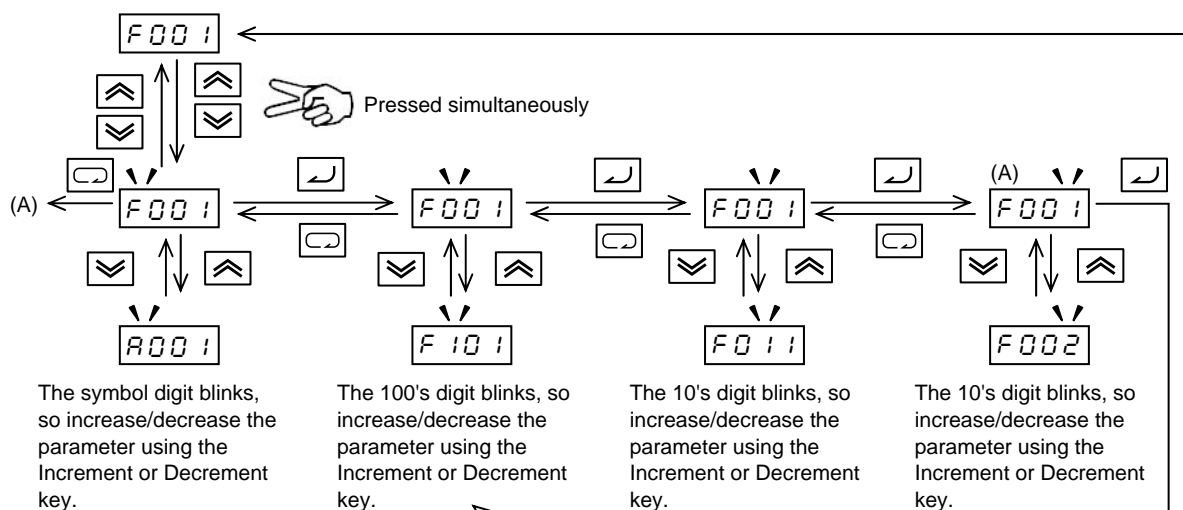 F001
Pressed simultaneously
(A)
(A)
F001
F001
F001
F001
A001
F101
F011
F002
The symbol digit blinks,
so increase/decrease the
parameter using the
Increment or Decrement
key.
The 100's digit blinks, so
increase/decrease the
parameter using the
Increment or Decrement
key.
The 10's digit blinks, so
increase/decrease the
parameter using the
Increment or Decrement
key.
The 10's digit blinks, so
increase/decrease the
parameter using the
Increment or Decrement
key.